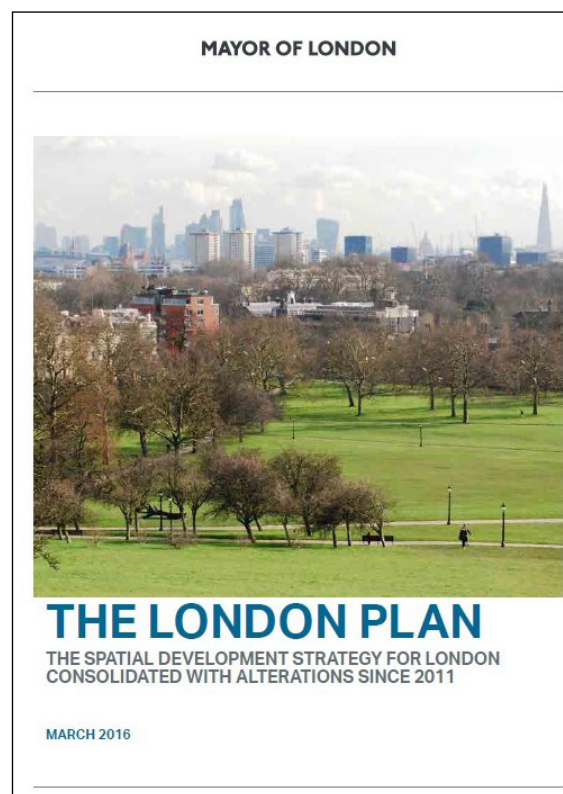 MAYOR OF LONDON
THE LONDON PLAN
THE SPATIAL DEVELOPMENT STRATEGY FOR LONDON
CONSOLIDATED WITH ALTERATIONS SINCE 2011
MARCH 2016